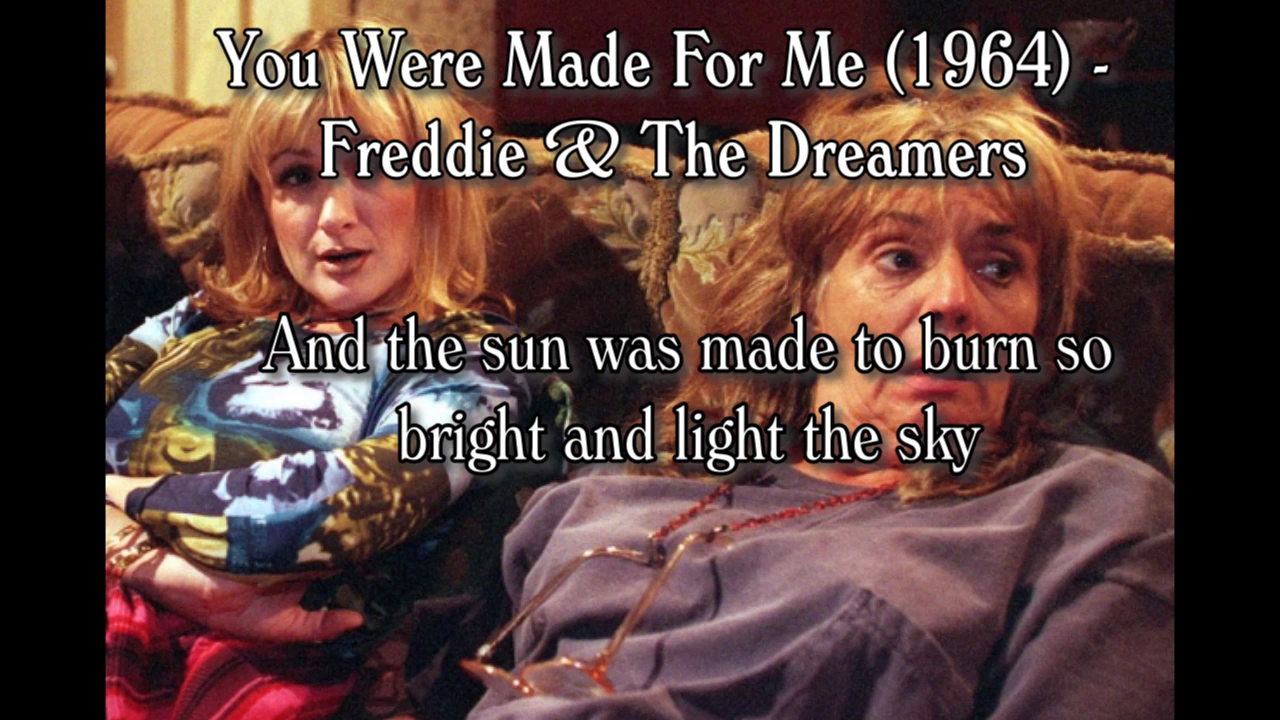 You Were Made For Me (1964) -
Freddie & The Dreamers
And the sun was made to burn so
bright and light the sky